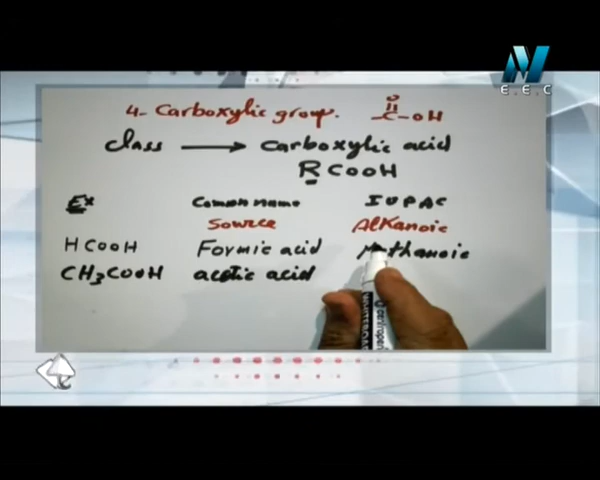 E.E.C
4- Carboxylic group. -C-OH
O
class → carboxylic acid
RCOOH
Ex Common name IUPAC
Source Alkanoic
HCOOH Formic acid Methanoic
CH3COOH acetic acid